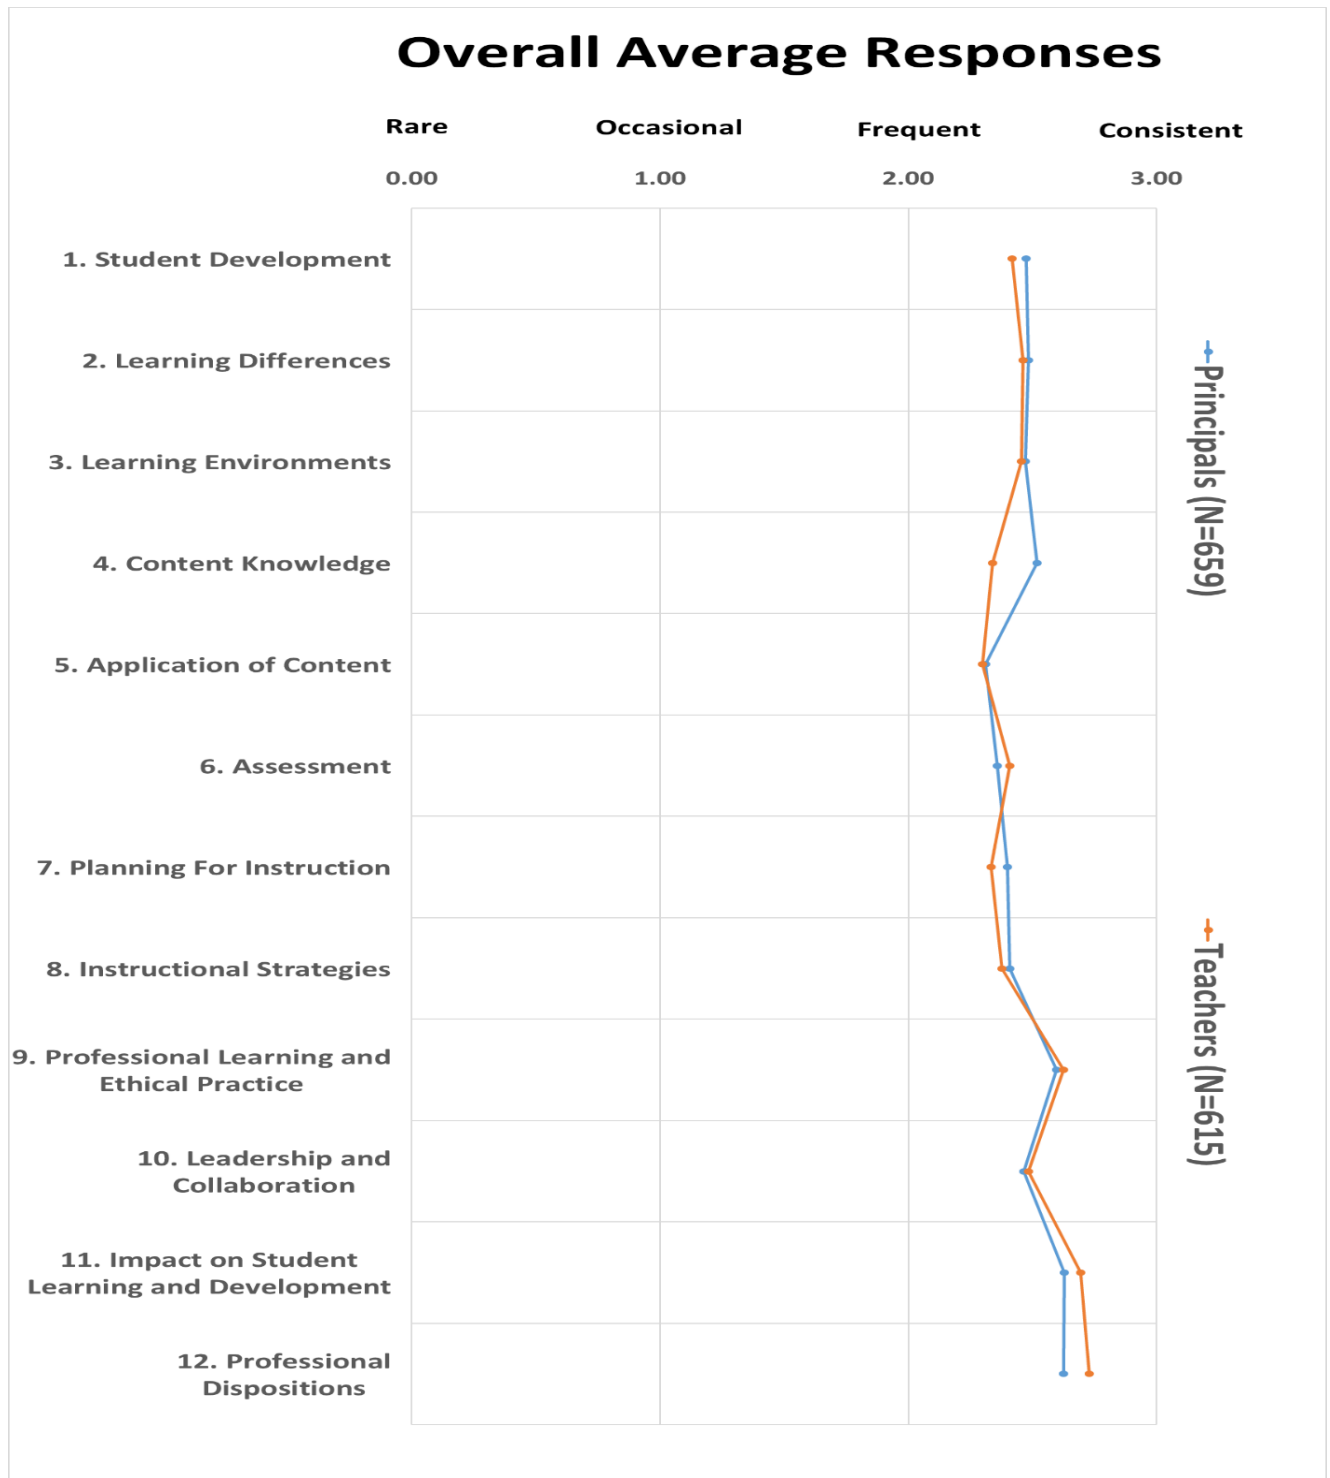 Overall Average Responses
Rare Occasional Frequent Consistent
0.00 1.00 2.00 3.00
1. Student Development
2. Learning Differences
3. Learning Environments
4. Content Knowledge
5. Application of Content
6. Assessment
7. Planning For Instruction
8. Instructional Strategies
9. Professional Learning and
Ethical Practice
10. Leadership and
Collaboration
11. Impact on Student
Learning and Development
12. Professional
Dispositions
Principals (N=659)
Teachers (N=615)